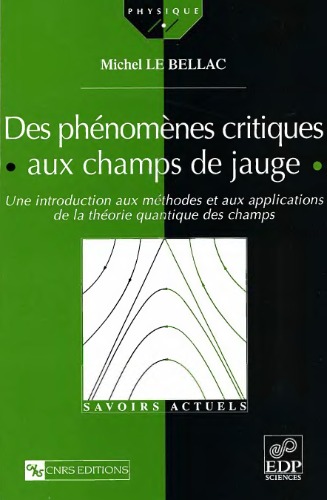 PHYSIQUE
Michel LE BELLAC
Des phénomènes critiques
• aux champs de jauge •
Une introduction aux méthodes et aux applications
de la théorie quantique des champs
SAVOIRS ACTUELS
CNRS EDITIONS
EDP
SCIENCES